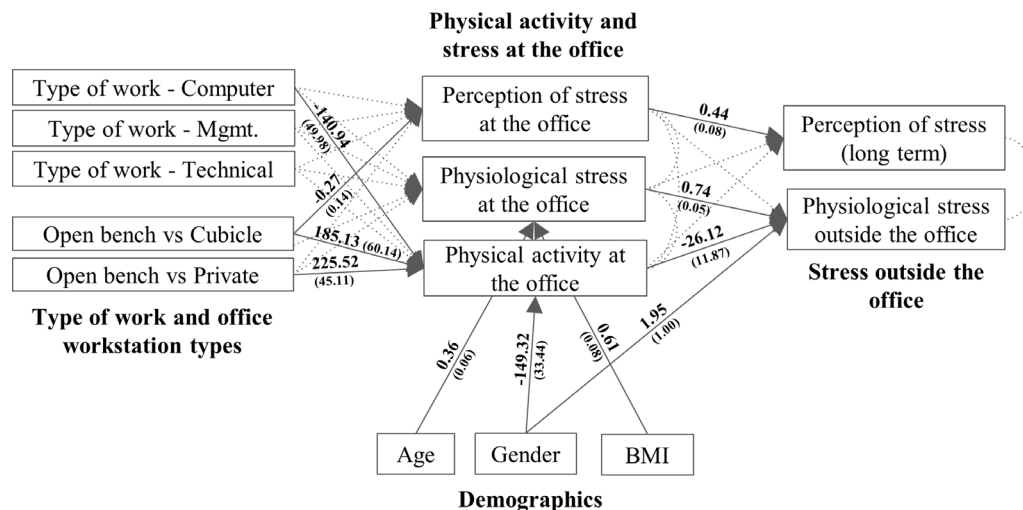 Physical activity and
stress at the office
Type of work - Computer
Type of work - Mgmt.
Type of work - Technical
Open bench vs Cubicle
Open bench vs Private
Type of work and office
workstation types
-140.94
(49.98)
-0.27
(0.14)
185.13 (60.14)
225.52
(45.11)
Perception of stress
at the office
Physiological stress
at the office
Physical activity at
the office
0.44
(0.08)
0.74
(0.05)
-26.12
(11.87)
1.95
(1.00)
Perception of stress
(long term)
Physiological stress
outside the office
Stress outside the
office
0.36
(0.06)
-149.32
(33.44)
0.61
(0.08)
Age
Gender
BMI
Demographics